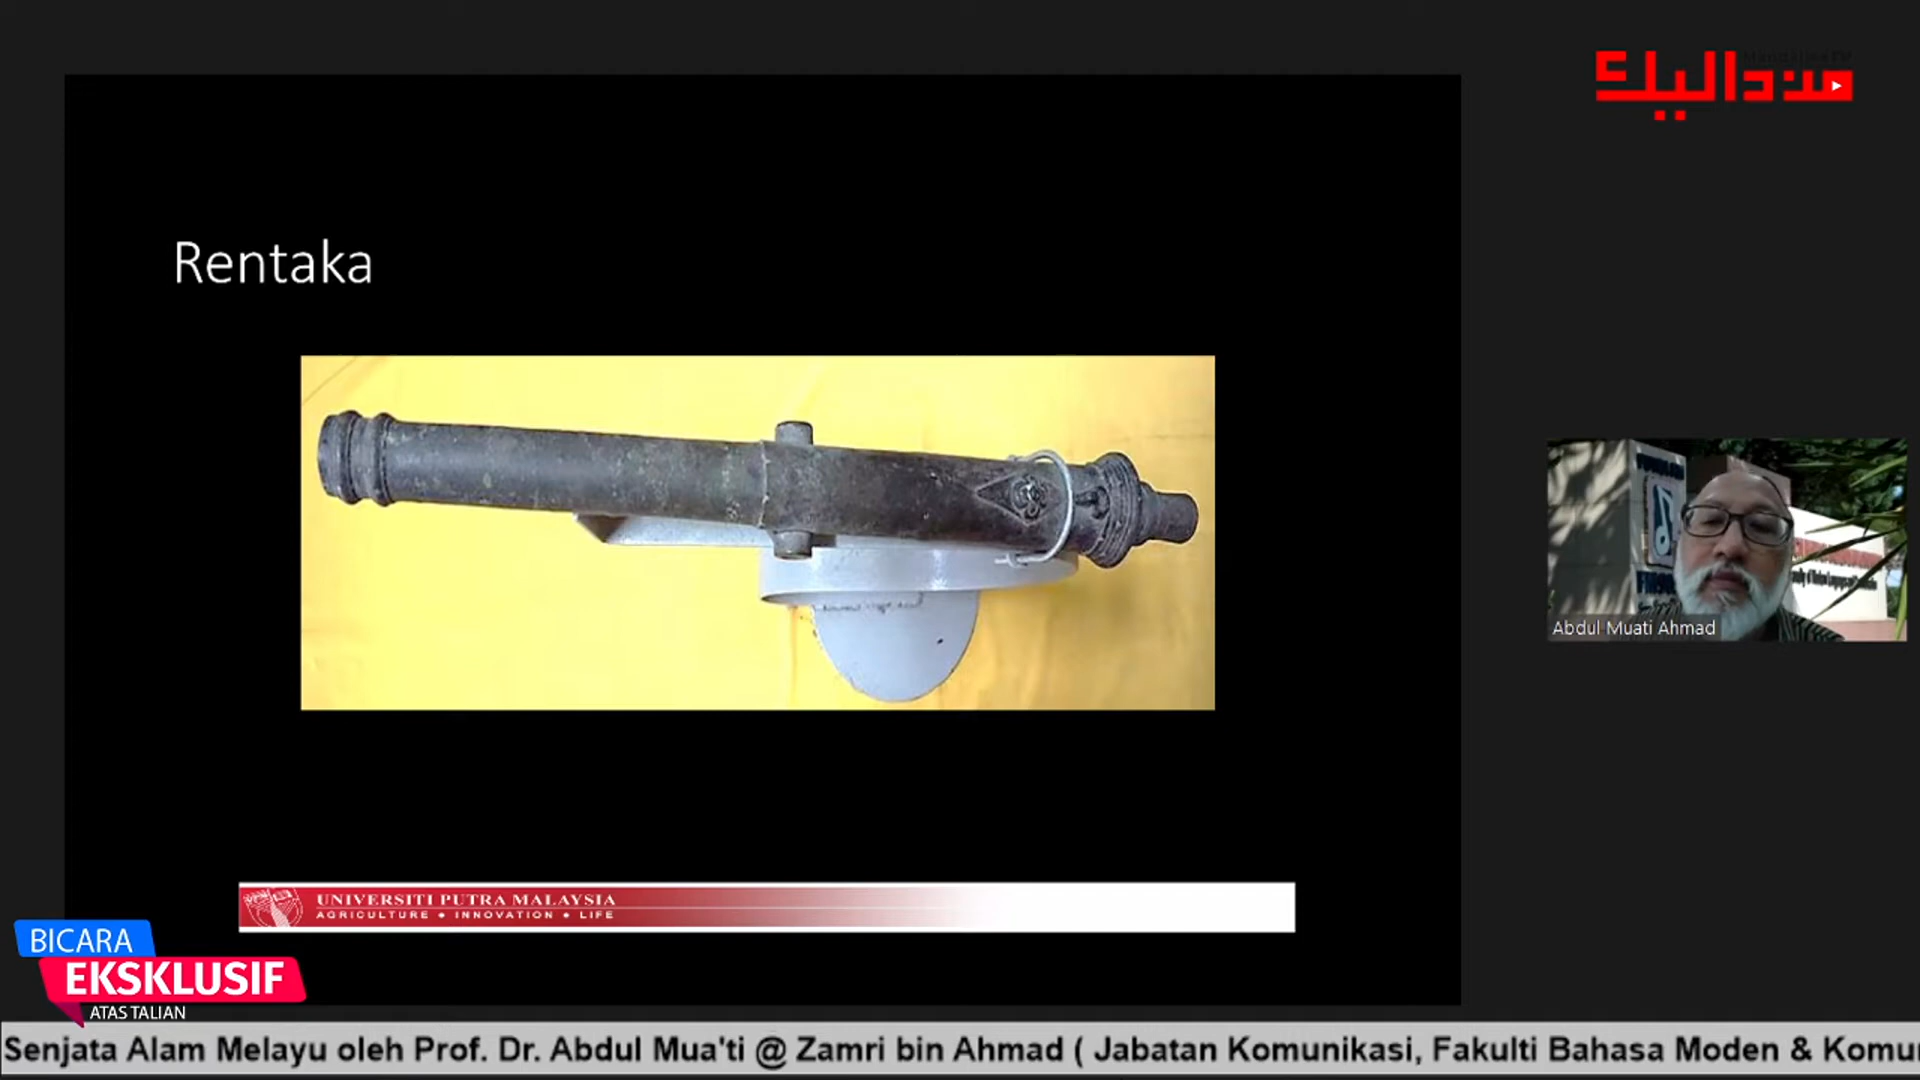 منداليك
Rentaka
Abdul Muati Ahmad
UNIVERSITI PUTRA MALAYSIA
AGRICULTURE • INNOVATION • LIFE
BICARA
EKSKLUSIF
ATAS TALIAN
Senjata Alam Melayu oleh Prof. Dr. Abdul Mua'ti @ Zamri bin Ahmad ( Jabatan Komunikasi, Fakulti Bahasa Moden & Komu